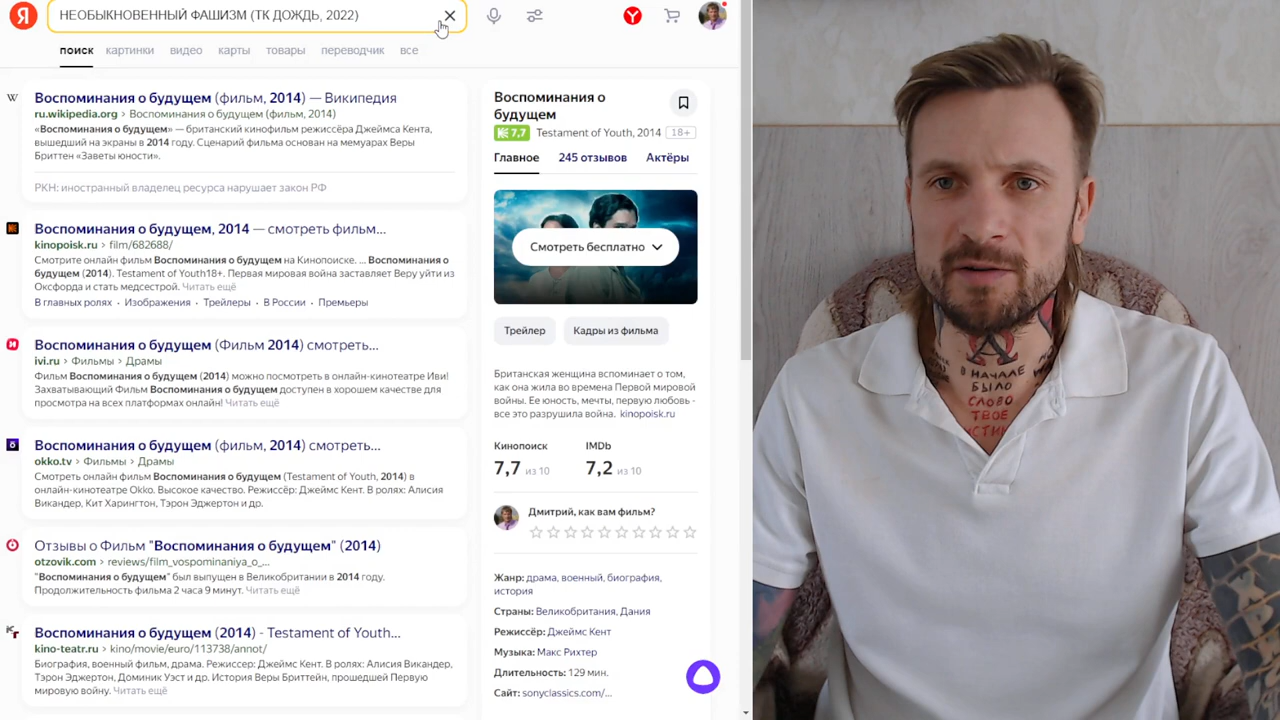 Я
НЕОБЫКНОВЕННЫЙ ФАШИЗМ (ТК ДОЖДЬ, 2022)
Y
поиск картинки видео карты товары переводчик все
W
Воспоминания о будущем (фильм, 2014) — Википедия
ru.wikipedia.org › Воспоминания о будущем (фильм, 2014)
«Воспоминания о будущем» — британский кинофильм режиссёра Джеймса Кента,
вышедший на экраны в 2014 году. Сценарий фильма основан на мемуарах Веры
Бриттен «Заветы юности».
РКН: иностранный владелец ресурса нарушает закон РФ
Воспоминания о будущем, 2014 — смотреть фильм...
kinopoisk.ru › film/682688/
Смотрите онлайн фильм Воспоминания о будущем на Кинопоиске. ... Воспоминания о
будущем (2014). Testament of Youth18+. Первая мировая война заставляет Веру уйти из
Оксфорда и стать медсестрой. Читать ещё
В главных ролях · Изображения · Трейлеры · В России · Премьеры
Воспоминания о будущем (Фильм 2014) смотреть...
ivi.ru › Фильмы › Драмы
Фильм Воспоминания о будущем (2014) можно посмотреть в онлайн-кинотеатре Иви!
Захватывающий Фильм Воспоминания о будущем доступен в хорошем качестве для
просмотра на всех платформах онлайн! Читать ещё
Воспоминания о будущем (фильм, 2014) смотреть...
okko.tv › Фильмы › Драмы
Смотреть онлайн фильм Воспоминания о будущем (Testament of Youth, 2014) в
онлайн-кинотеатре Okko. Высокое качество. Режиссёр: Джеймс Кент. В ролях: Алисия
Викандер, Кит Харингтон, Тэрон Эджертон и др.
Отзывы о Фильм "Воспоминания о будущем" (2014)
otzovik.com › reviews/film_vospominaniya_o_...
"Воспоминания о будущем" был выпущен в Великобритании в 2014 году.
Продолжительность фильма 2 часа 9 минут. Читать ещё
Воспоминания о будущем (2014) - Testament of Youth...
kino-teatr.ru › kino/movie/euro/113738/annot/
Биография, военный фильм, драма. Режиссер: Джеймс Кент. В ролях: Алисия Викандер,
Тэрон Эджертон, Доминик Уэст и др. История Веры Бриттейн, прошедшей Первую
мировую войну. Читать ещё
Воспоминания о
будущем
7,7 Testament of Youth, 2014 18+
Главное 245 отзывов Актёры
Смотреть бесплатно
Трейлер Кадры из фильма
Британская женщина вспоминает о том,
как она жила во времена Первой мировой
войны. Ее юность, мечты, первую любовь -
все это разрушила война. kinopoisk.ru
Кинопоиск IMDb
7,7 из 10 7,2 из 10
Дмитрий, как вам фильм?
Жанр: драма, военный, биография,
история
Страны: Великобритания, Дания
Режиссёр: Джеймс Кент
Музыка: Макс Рихтер
Длительность: 129 мин.
Сайт: sonyclassics.com/...
В НАЧАЛЕ
БЫЛО
СЛОВО
ТВОЕ